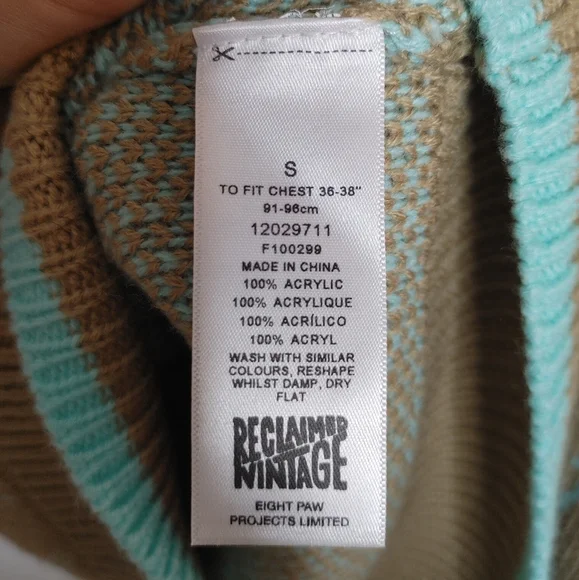 S
TO FIT CHEST 36-38"
91-96cm
12029711
F100299
MADE IN CHINA
100% ACRYLIC
100% ACRYLIQUE
100% ACRÍLICO
100% ACRYL
WASH WITH SIMILAR
COLOURS, RESHAPE
WHILST DAMP, DRY
FLAT
RECLAIMED
VINTAGE
EIGHT PAW
PROJECTS LIMITED